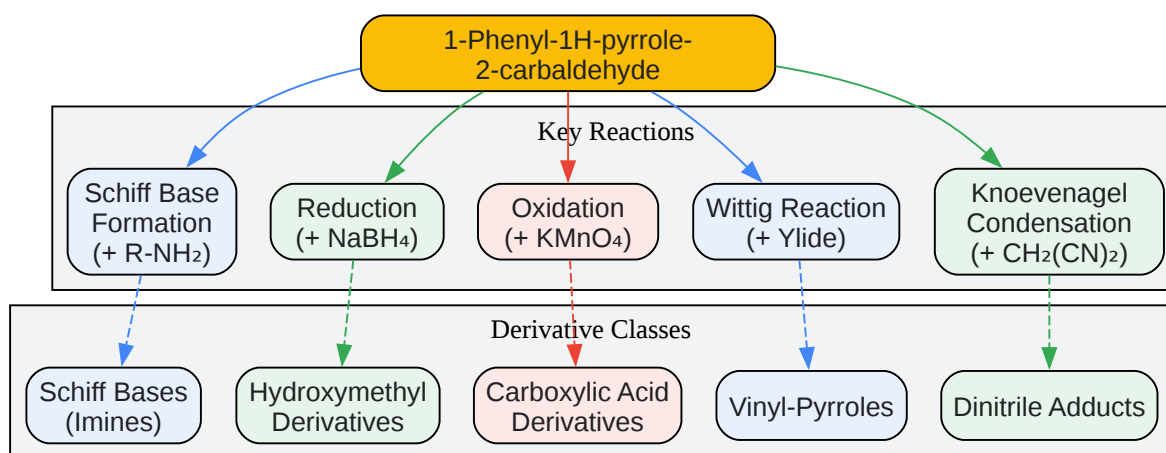 1-Phenyl-1H-pyrrole-
2-carbaldehyde
Key Reactions
Schiff Base
Formation
(+ R-NH₂)
Reduction
(+ NaBH₄)
Oxidation
(+ KMnO₄)
Wittig Reaction
(+ Ylide)
Knoevenagel
Condensation
(+ CH₂(CN)₂)
Derivative Classes
Schiff Bases
(Imines)
Hydroxymethyl
Derivatives
Carboxylic Acid
Derivatives
Vinyl-Pyrroles
Dinitrile Adducts